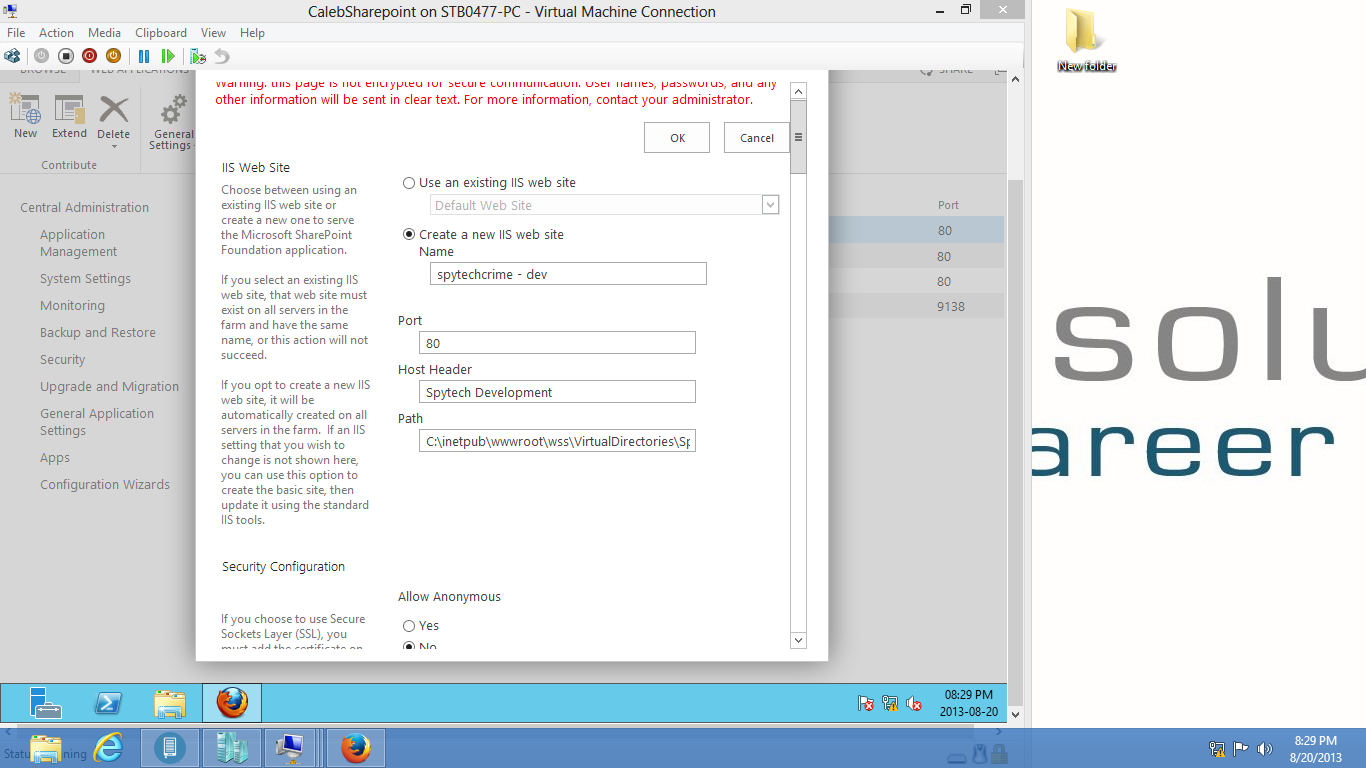 CalebSharepoint on STB0477-PC - Virtual Machine Connection
File Action Media Clipboard View Help
BROWSE WEB APPLICATIONS
SHARE
New Extend Delete General Settings
Contribute
Central Administration
Application Management
System Settings
Monitoring
Backup and Restore
Security
Upgrade and Migration
General Application Settings
Apps
Configuration Wizards
Warning: this page is not encrypted for secure communication. User names, passwords, and any
other information will be sent in clear text. For more information, contact your administrator.
OK Cancel
IIS Web Site
Choose between using an
existing IIS web site or
create a new one to serve
the Microsoft SharePoint
Foundation application.
If you select an existing IIS
web site, that web site must
exist on all servers in the
farm and have the same
name, or this action will not
succeed.
If you opt to create a new IIS
web site, it will be
automatically created on all
servers in the farm. If an IIS
setting that you wish to
change is not shown here,
you can use this option to
create the basic site, then
update it using the standard
IIS tools.
Use an existing IIS web site
Default Web Site
Create a new IIS web site
Name
spytechcrime - dev
Port
80
Host Header
Spytech Development
Path
C:\inetpub\wwwroot\wss\VirtualDirectories\Sp
Security Configuration
If you choose to use Secure
Sockets Layer (SSL), you
must add the certificate on
Allow Anonymous
Yes
No
Port
80
80
80
9138
08:29 PM
2013-08-20
New folder
solu
areer
8:29 PM
8/20/2013